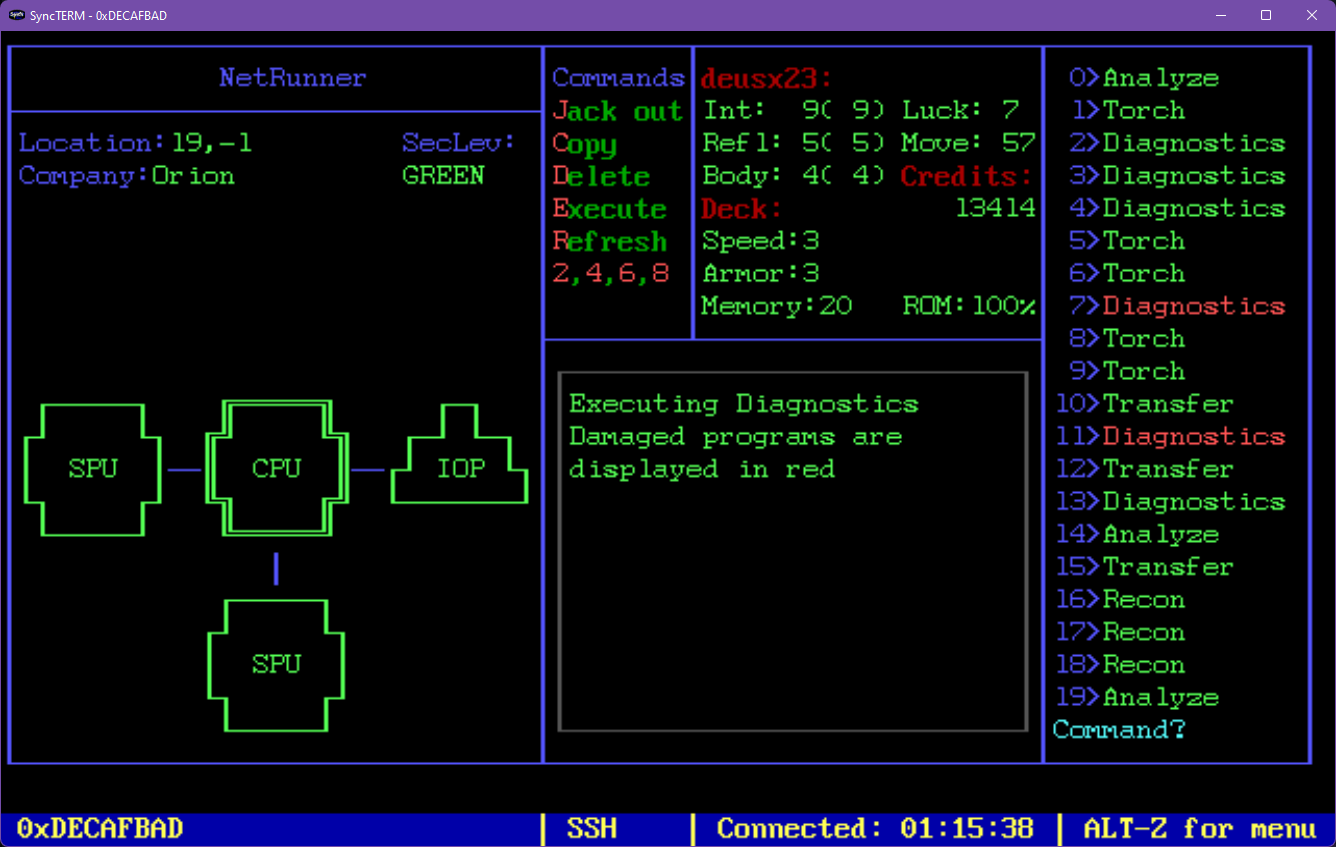 SyncTERM - 0xDECAFBAD
NetRunner
Location:19,-1 SecLev:
Company:Orion GREEN
SPU CPU IOP
SPU
Commands
Jack out
Copy
Delete
Execute
Refresh
2,4,6,8
deusx23:
Int: 9( 9) Luck: 7
Refl: 5( 5) Move: 57
Body: 4( 4) Credits:
Deck: 13414
Speed:3
Armor:3
Memory:20 ROM:100%
Executing Diagnostics
Damaged programs are
displayed in red
0>Analyze
1>Torch
2>Diagnostics
3>Diagnostics
4>Diagnostics
5>Torch
6>Torch
7>Diagnostics
8>Torch
9>Torch
10>Transfer
11>Diagnostics
12>Transfer
13>Diagnostics
14>Analyze
15>Transfer
16>Recon
17>Recon
18>Recon
19>Analyze
Command?
0xDECAFBAD | SSH | Connected: 01:15:38 | ALT-Z for menu